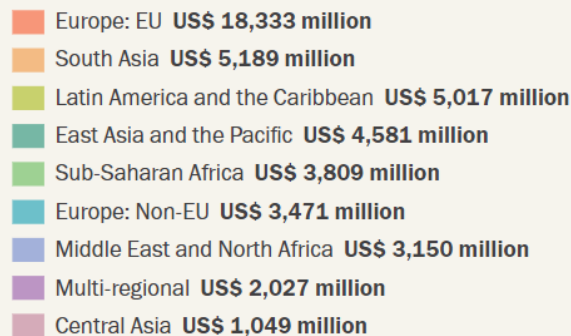 Europe: EU US$ 18,333 million
South Asia US$ 5,189 million
Latin America and the Caribbean US$ 5,017 million
East Asia and the Pacific US$ 4,581 million
Sub-Saharan Africa US$ 3,809 million
Europe: Non-EU US$ 3,471 million
Middle East and North Africa US$ 3,150 million
Multi-regional US$ 2,027 million
Central Asia US$ 1,049 million